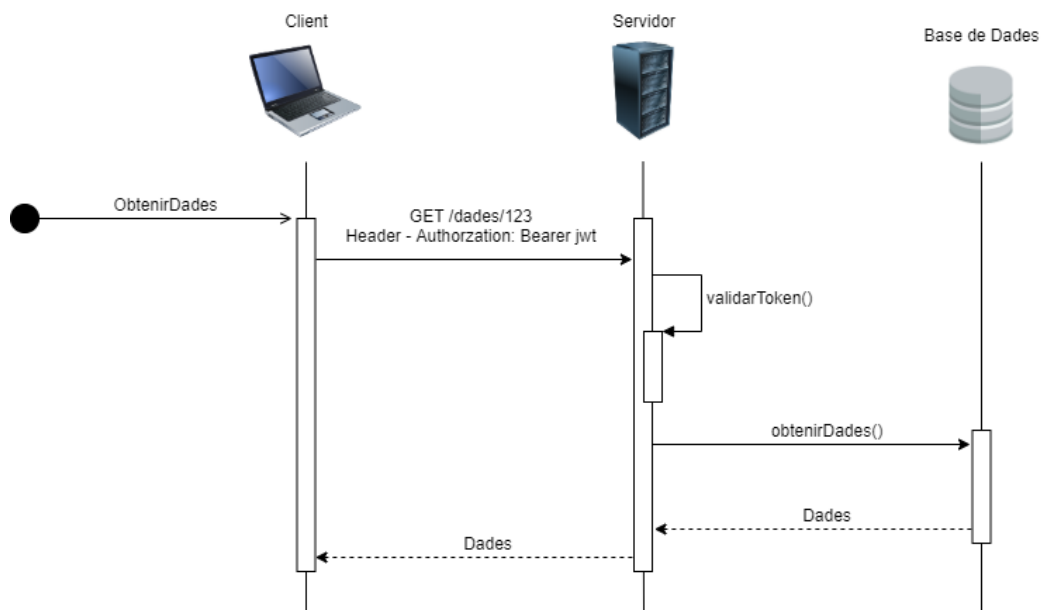 Client
Servidor
Base de Dades
ObtenirDades
GET /dades/123
Header - Authorzation: Bearer jwt
validarToken()
obtenirDades()
Dades
Dades